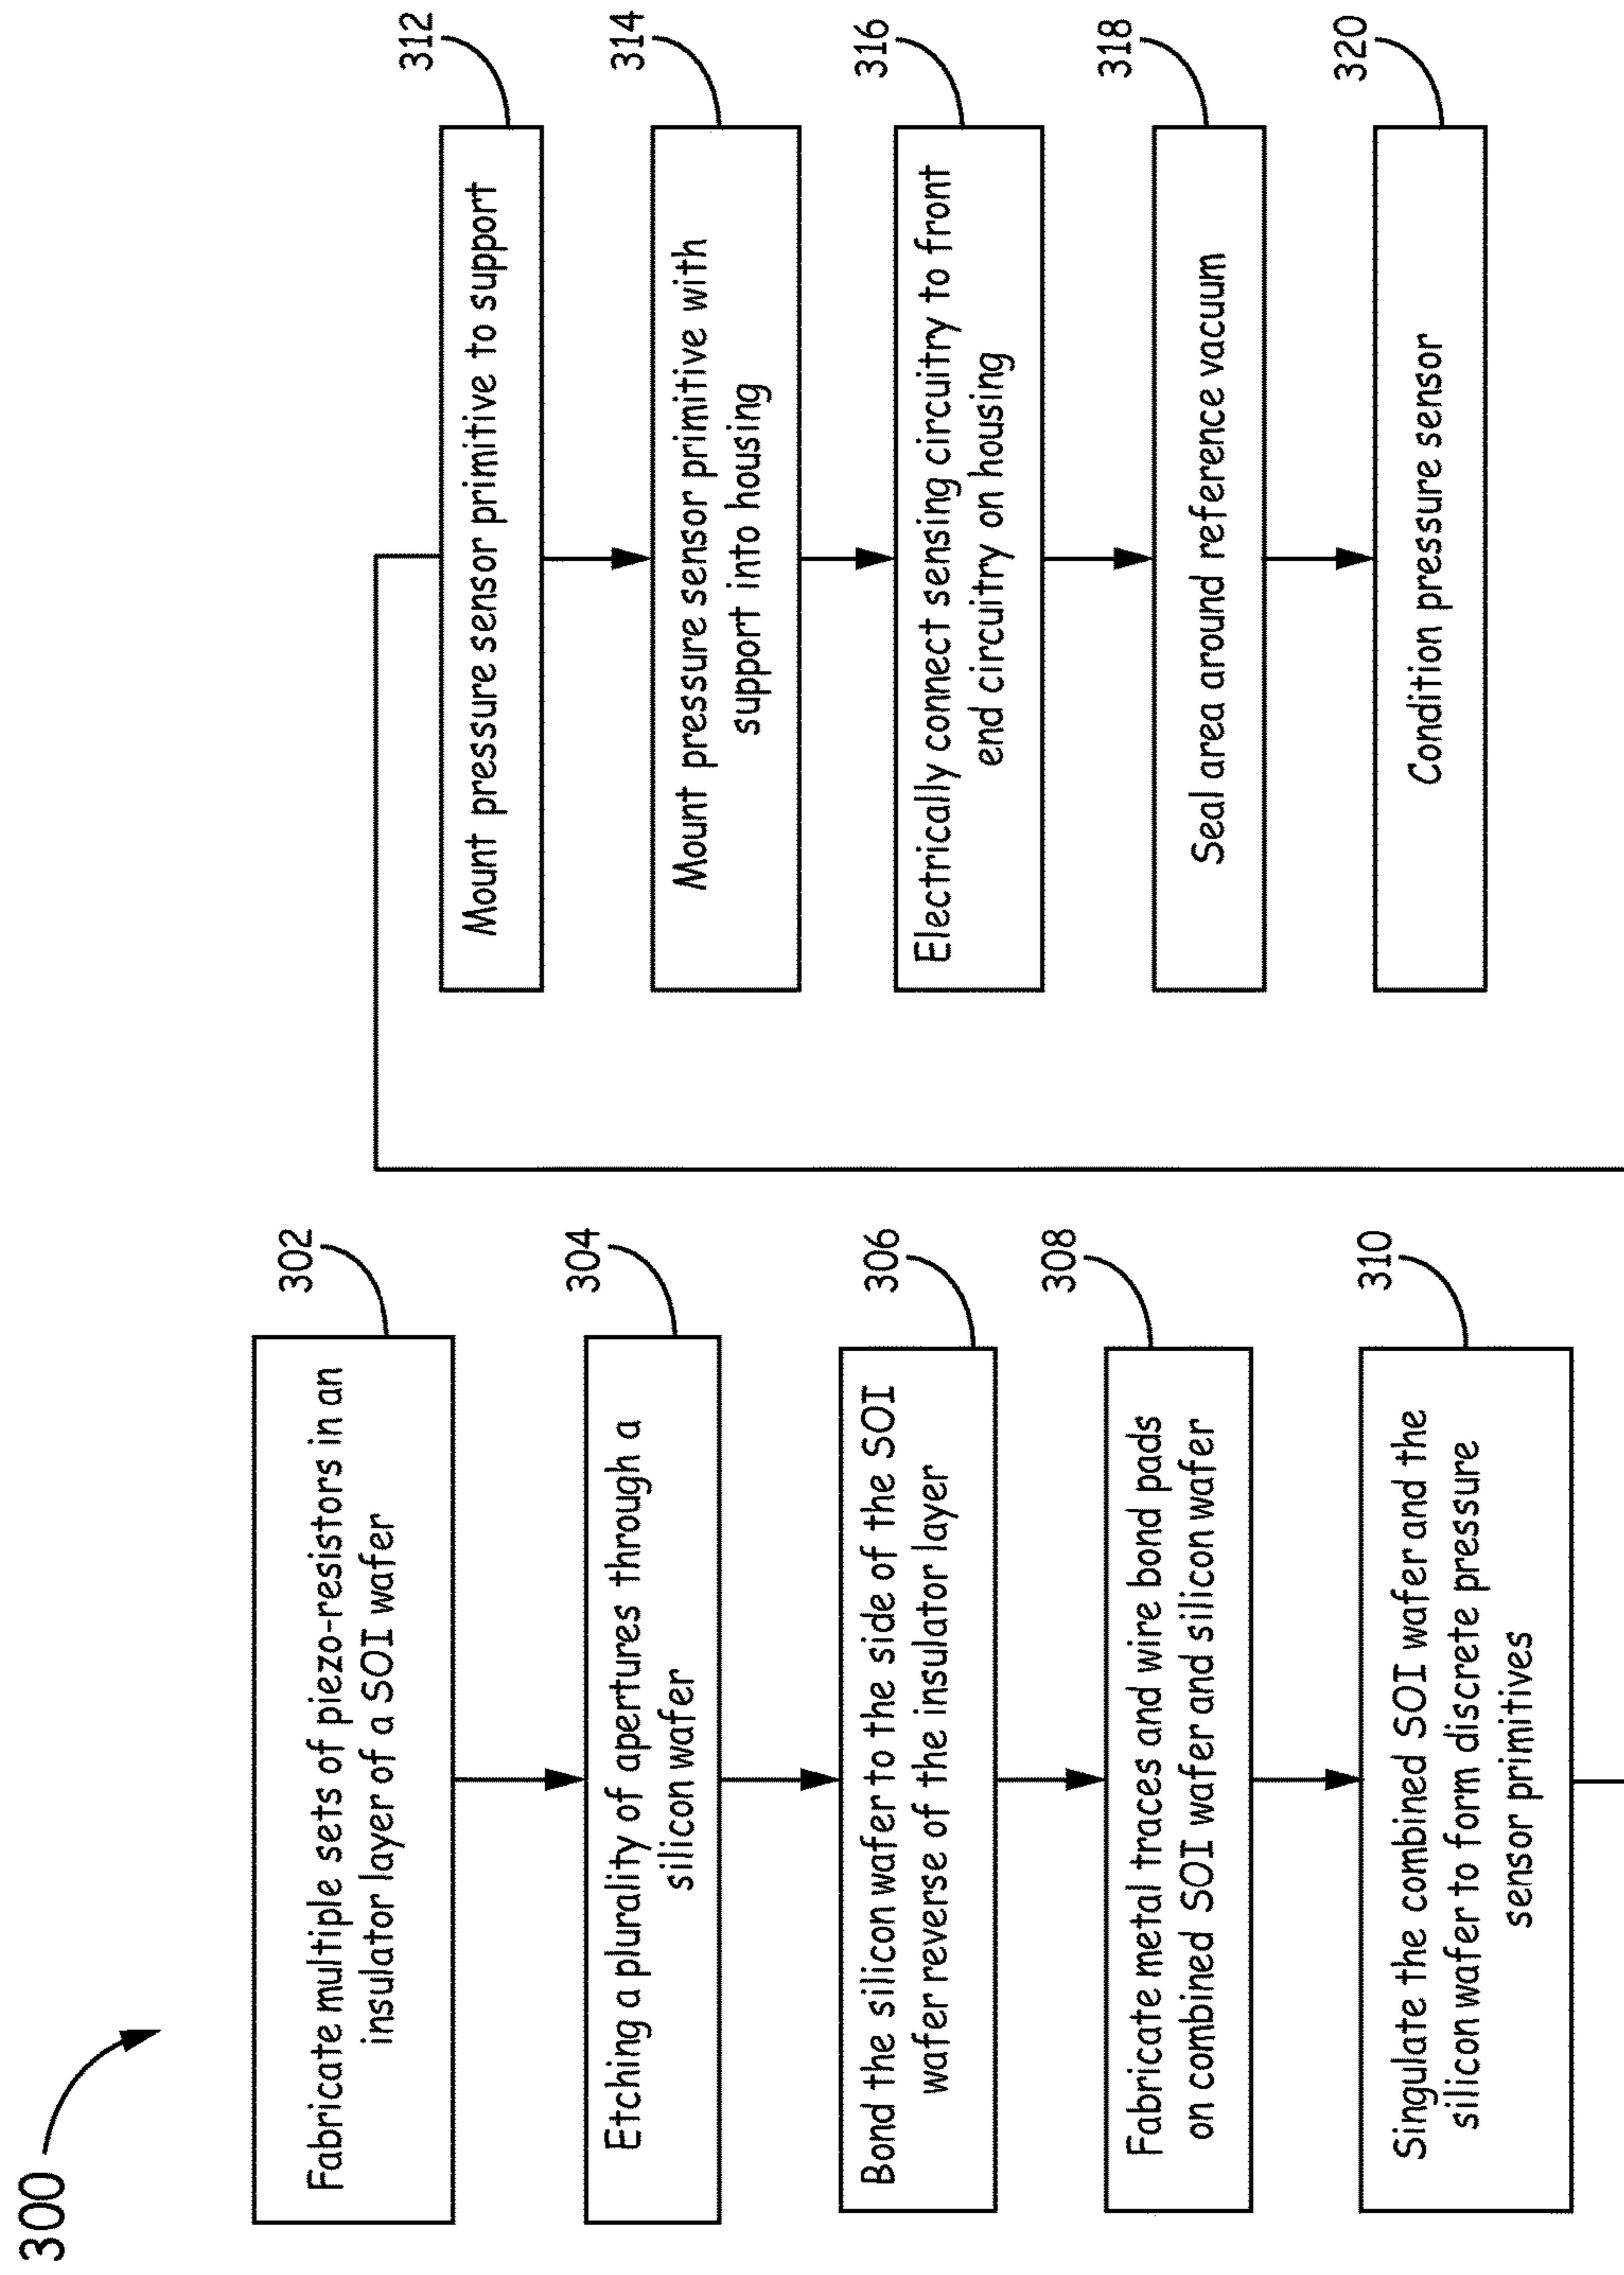 300
302
Fabricate multiple sets of piezo-resistors in an
insulator layer of a SOI wafer
304
Etching a plurality of apertures through a
silicon wafer
306
Bond the silicon wafer to the side of the SOI
wafer reverse of the insulator layer
308
Fabricate metal traces and wire bond pads
on combined SOI wafer and silicon wafer
310
Singulate the combined SOI wafer and the
silicon wafer to form discrete pressure
sensor primitives
312
Mount pressure sensor primitive to support
314
Mount pressure sensor primitive with
support into housing
316
Electrically connect sensing circuitry to front
end circuitry on housing
318
Seal area around reference vacuum
320
Condition pressure sensor